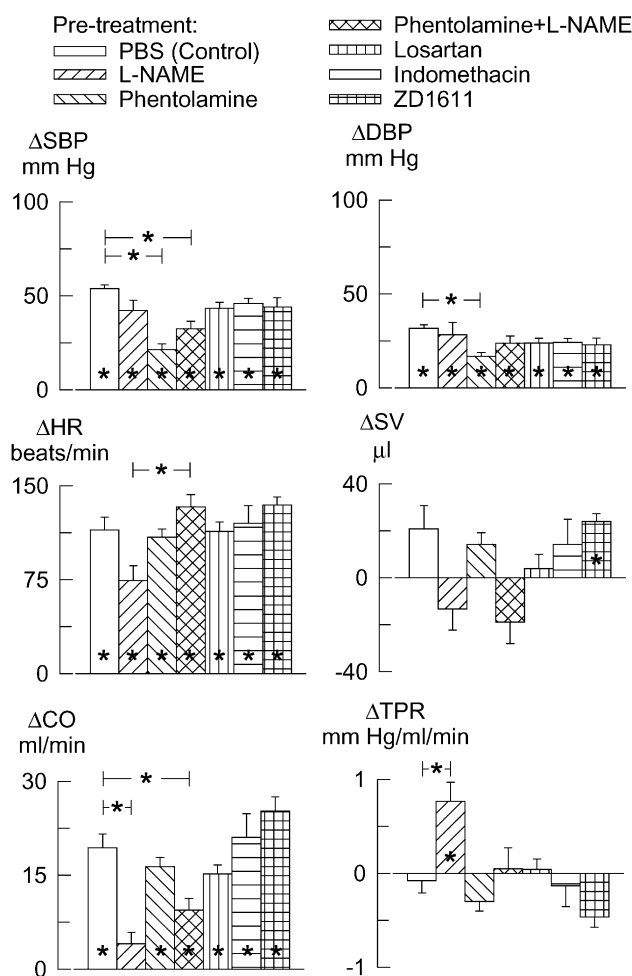 Pre-treatment:
PBS (Control)
L-NAME
Phentolamine
Phentolamine+L-NAME
Losartan
Indomethacin
ZD1611
ΔSBP
mm Hg
100
50
0
* 
*
* * * * * * *
ΔDBP
mm Hg
100
50
0
*
* * * * * * *
ΔHR
beats/min
150
75
0
*
* * * * * * *
ΔSV
μl
40
0
-40
*
ΔCO
ml/min
30
15
0
*
*
* * * * * *
ΔTPR
mm Hg/ml/min
1
0
-1
*
*